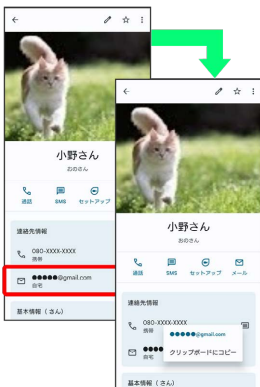 小野さん
おのさん
通話 SMS セットアップ
連絡先情報
080-XXXX-XXXX
携帯
●●●●●@gmail.com
自宅
基本情報（ さん）
小野さん
おのさん
通話 SMS セットアップ メール
連絡先情報
080-XXXX-XXXX
携帯
●●●●●@gmail.com
●●●
クリップボードにコピー
自宅
基本情報（ さん）